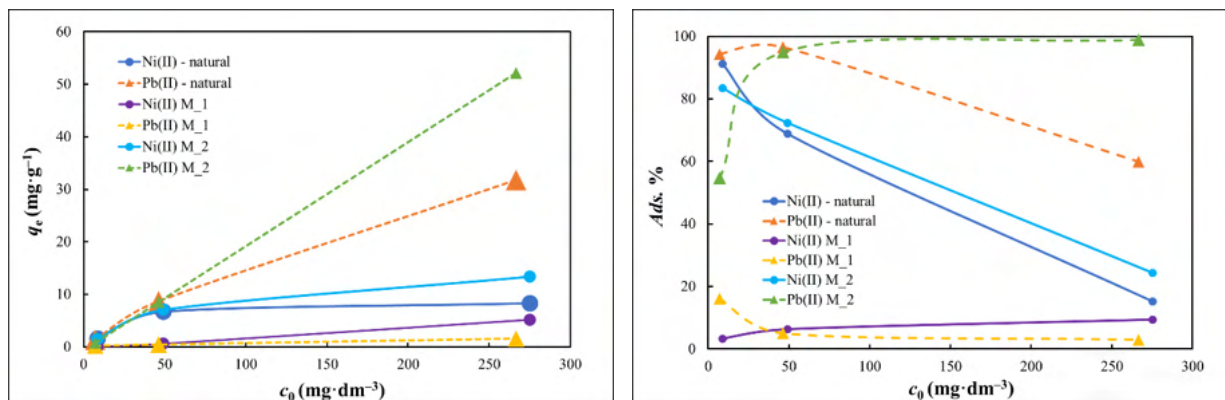 60
50
40
30
20
10
0
qe (mg·g⁻¹)
Ni(II) - natural
Pb(II) - natural
Ni(II) M_1
Pb(II) M_1
Ni(II) M_2
Pb(II) M_2
0 50 100 150 200 250 300
c₀ (mg·dm⁻³)
100
80
60
40
20
0
Ads. %
Ni(II) - natural
Pb(II) - natural
Ni(II) M_1
Pb(II) M_1
Ni(II) M_2
Pb(II) M_2
0 50 100 150 200 250 300
c₀ (mg·dm⁻³)